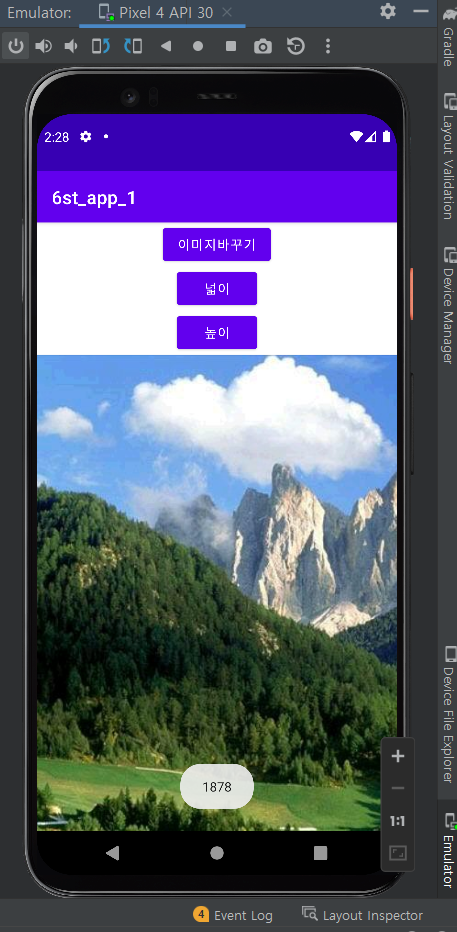 Emulator: Pixel 4 API 30
Gradle
Layout Validation
Device Manager
2:28
6st_app_1
이미지바꾸기
넓이
높이
1878
1:1
Device File Explorer
Emulator
4 Event Log
Layout Inspector